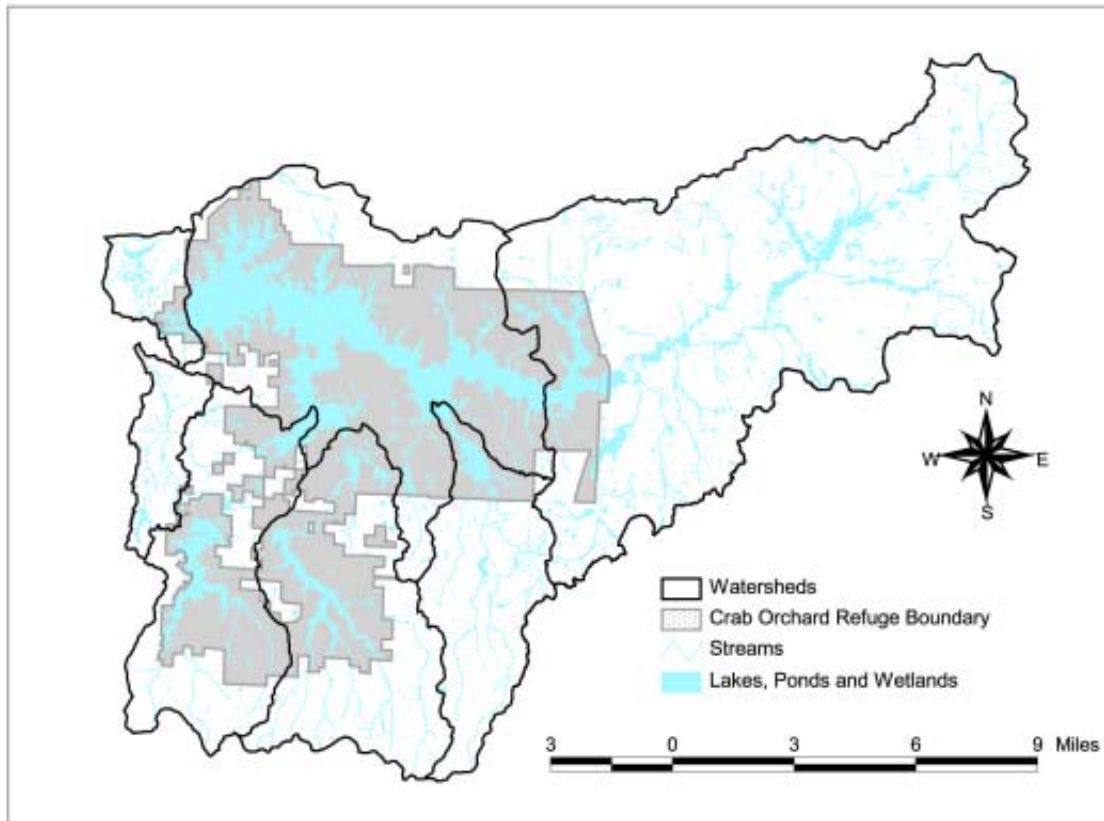 N
W E
S
Watersheds
Crab Orchard Refuge Boundary
Streams
Lakes, Ponds and Wetlands
3 0 3 6 9 Miles